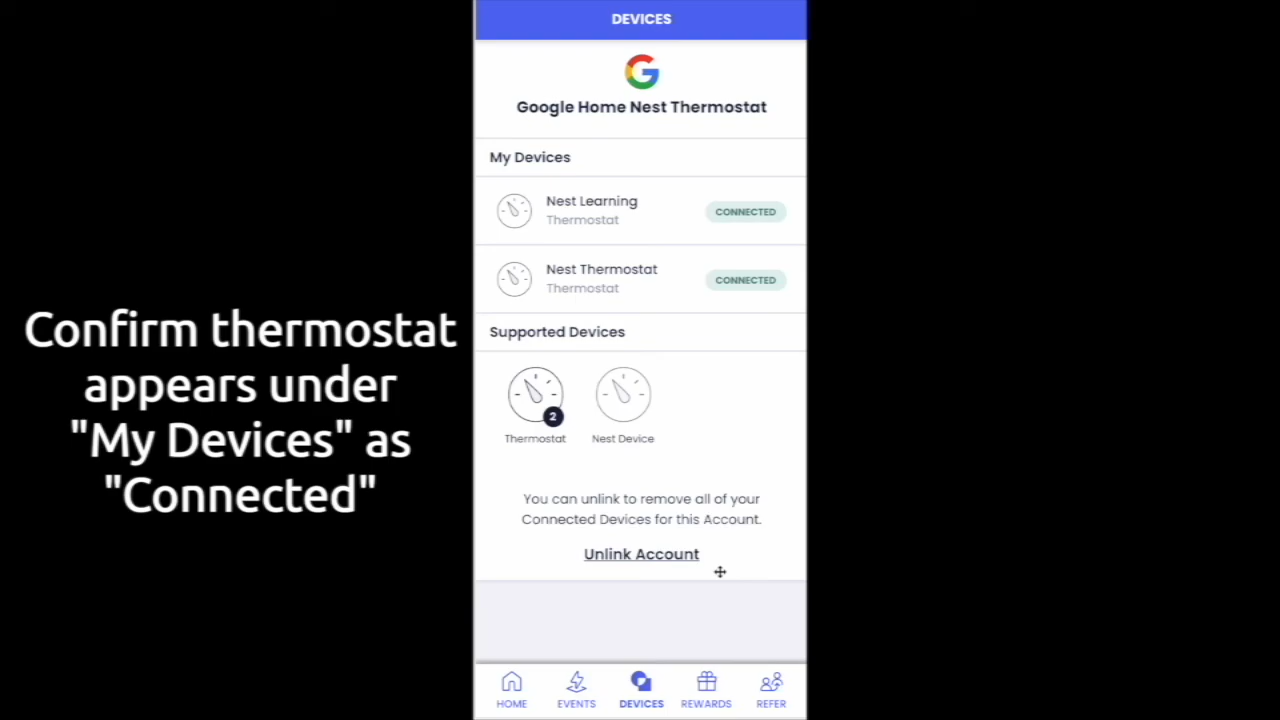 DEVICES
Google Home Nest Thermostat
My Devices
Nest Learning
Thermostat
CONNECTED
Nest Thermostat
Thermostat
CONNECTED
Supported Devices
2
Thermostat
Nest Device
You can unlink to remove all of your
Connected Devices for this Account.
Unlink Account
HOME
EVENTS
DEVICES
REWARDS
REFER
Confirm thermostat
appears under
"My Devices" as
"Connected"